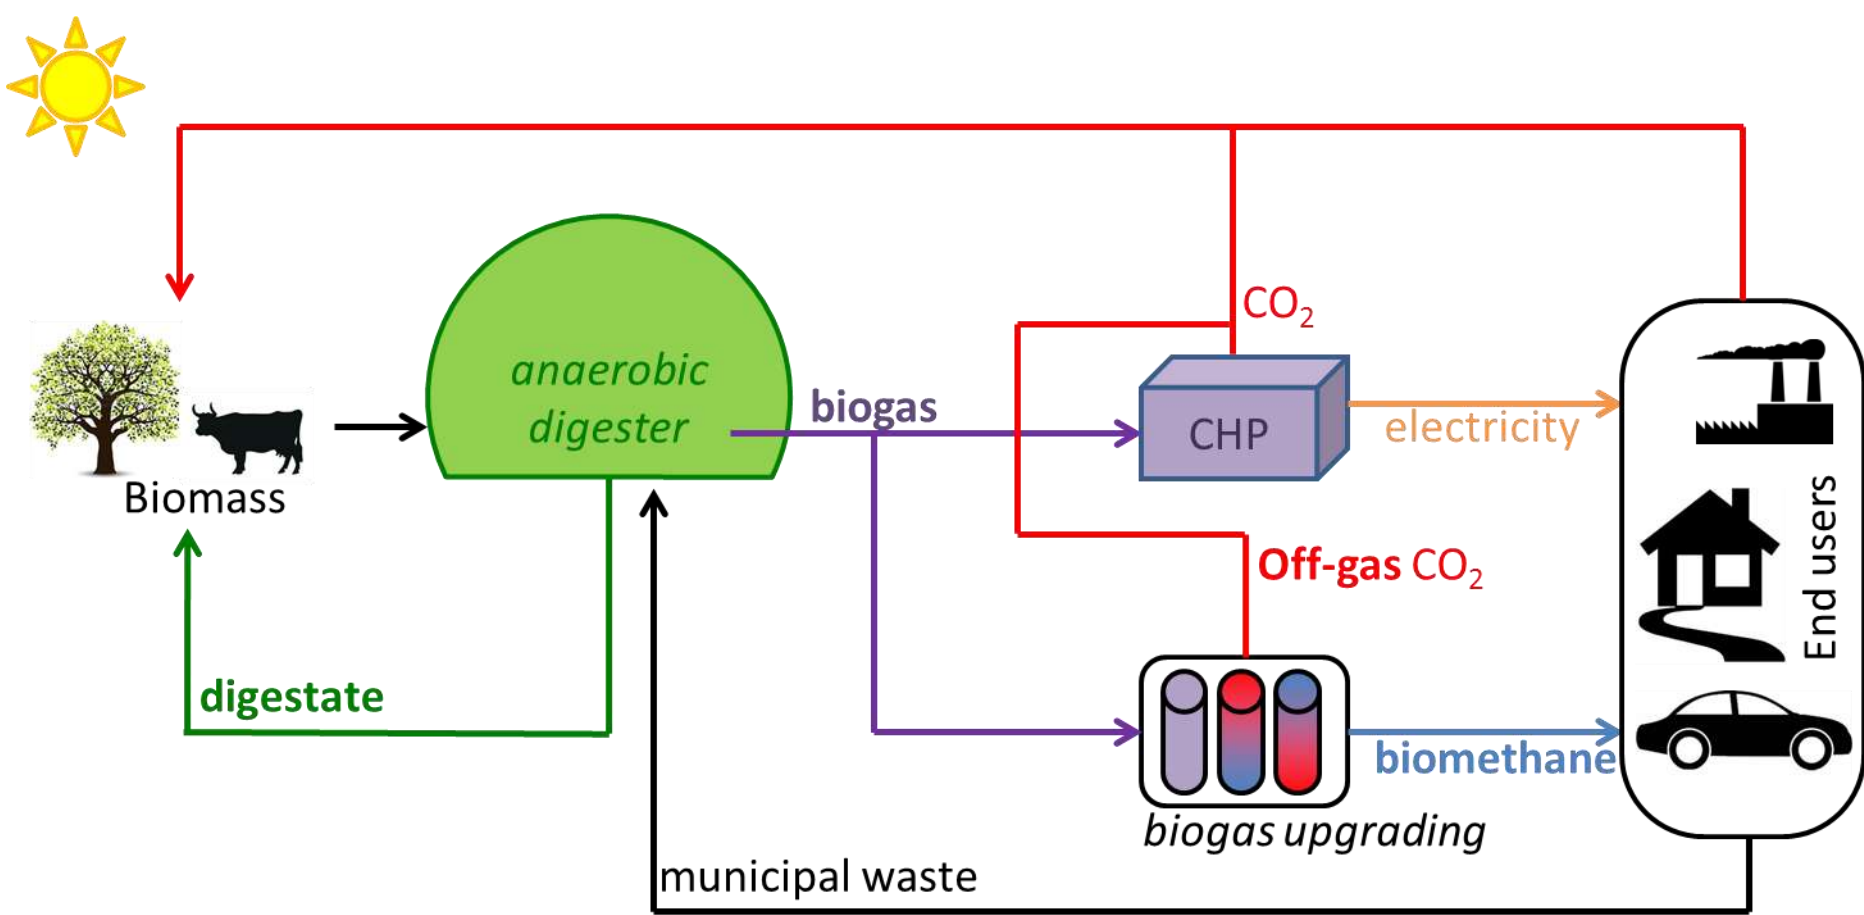 CO₂
anaerobic
digester
biogas
CHP
electricity
Biomass
End users
Off-gas CO₂
digestate
biomethane
biogas upgrading
municipal waste